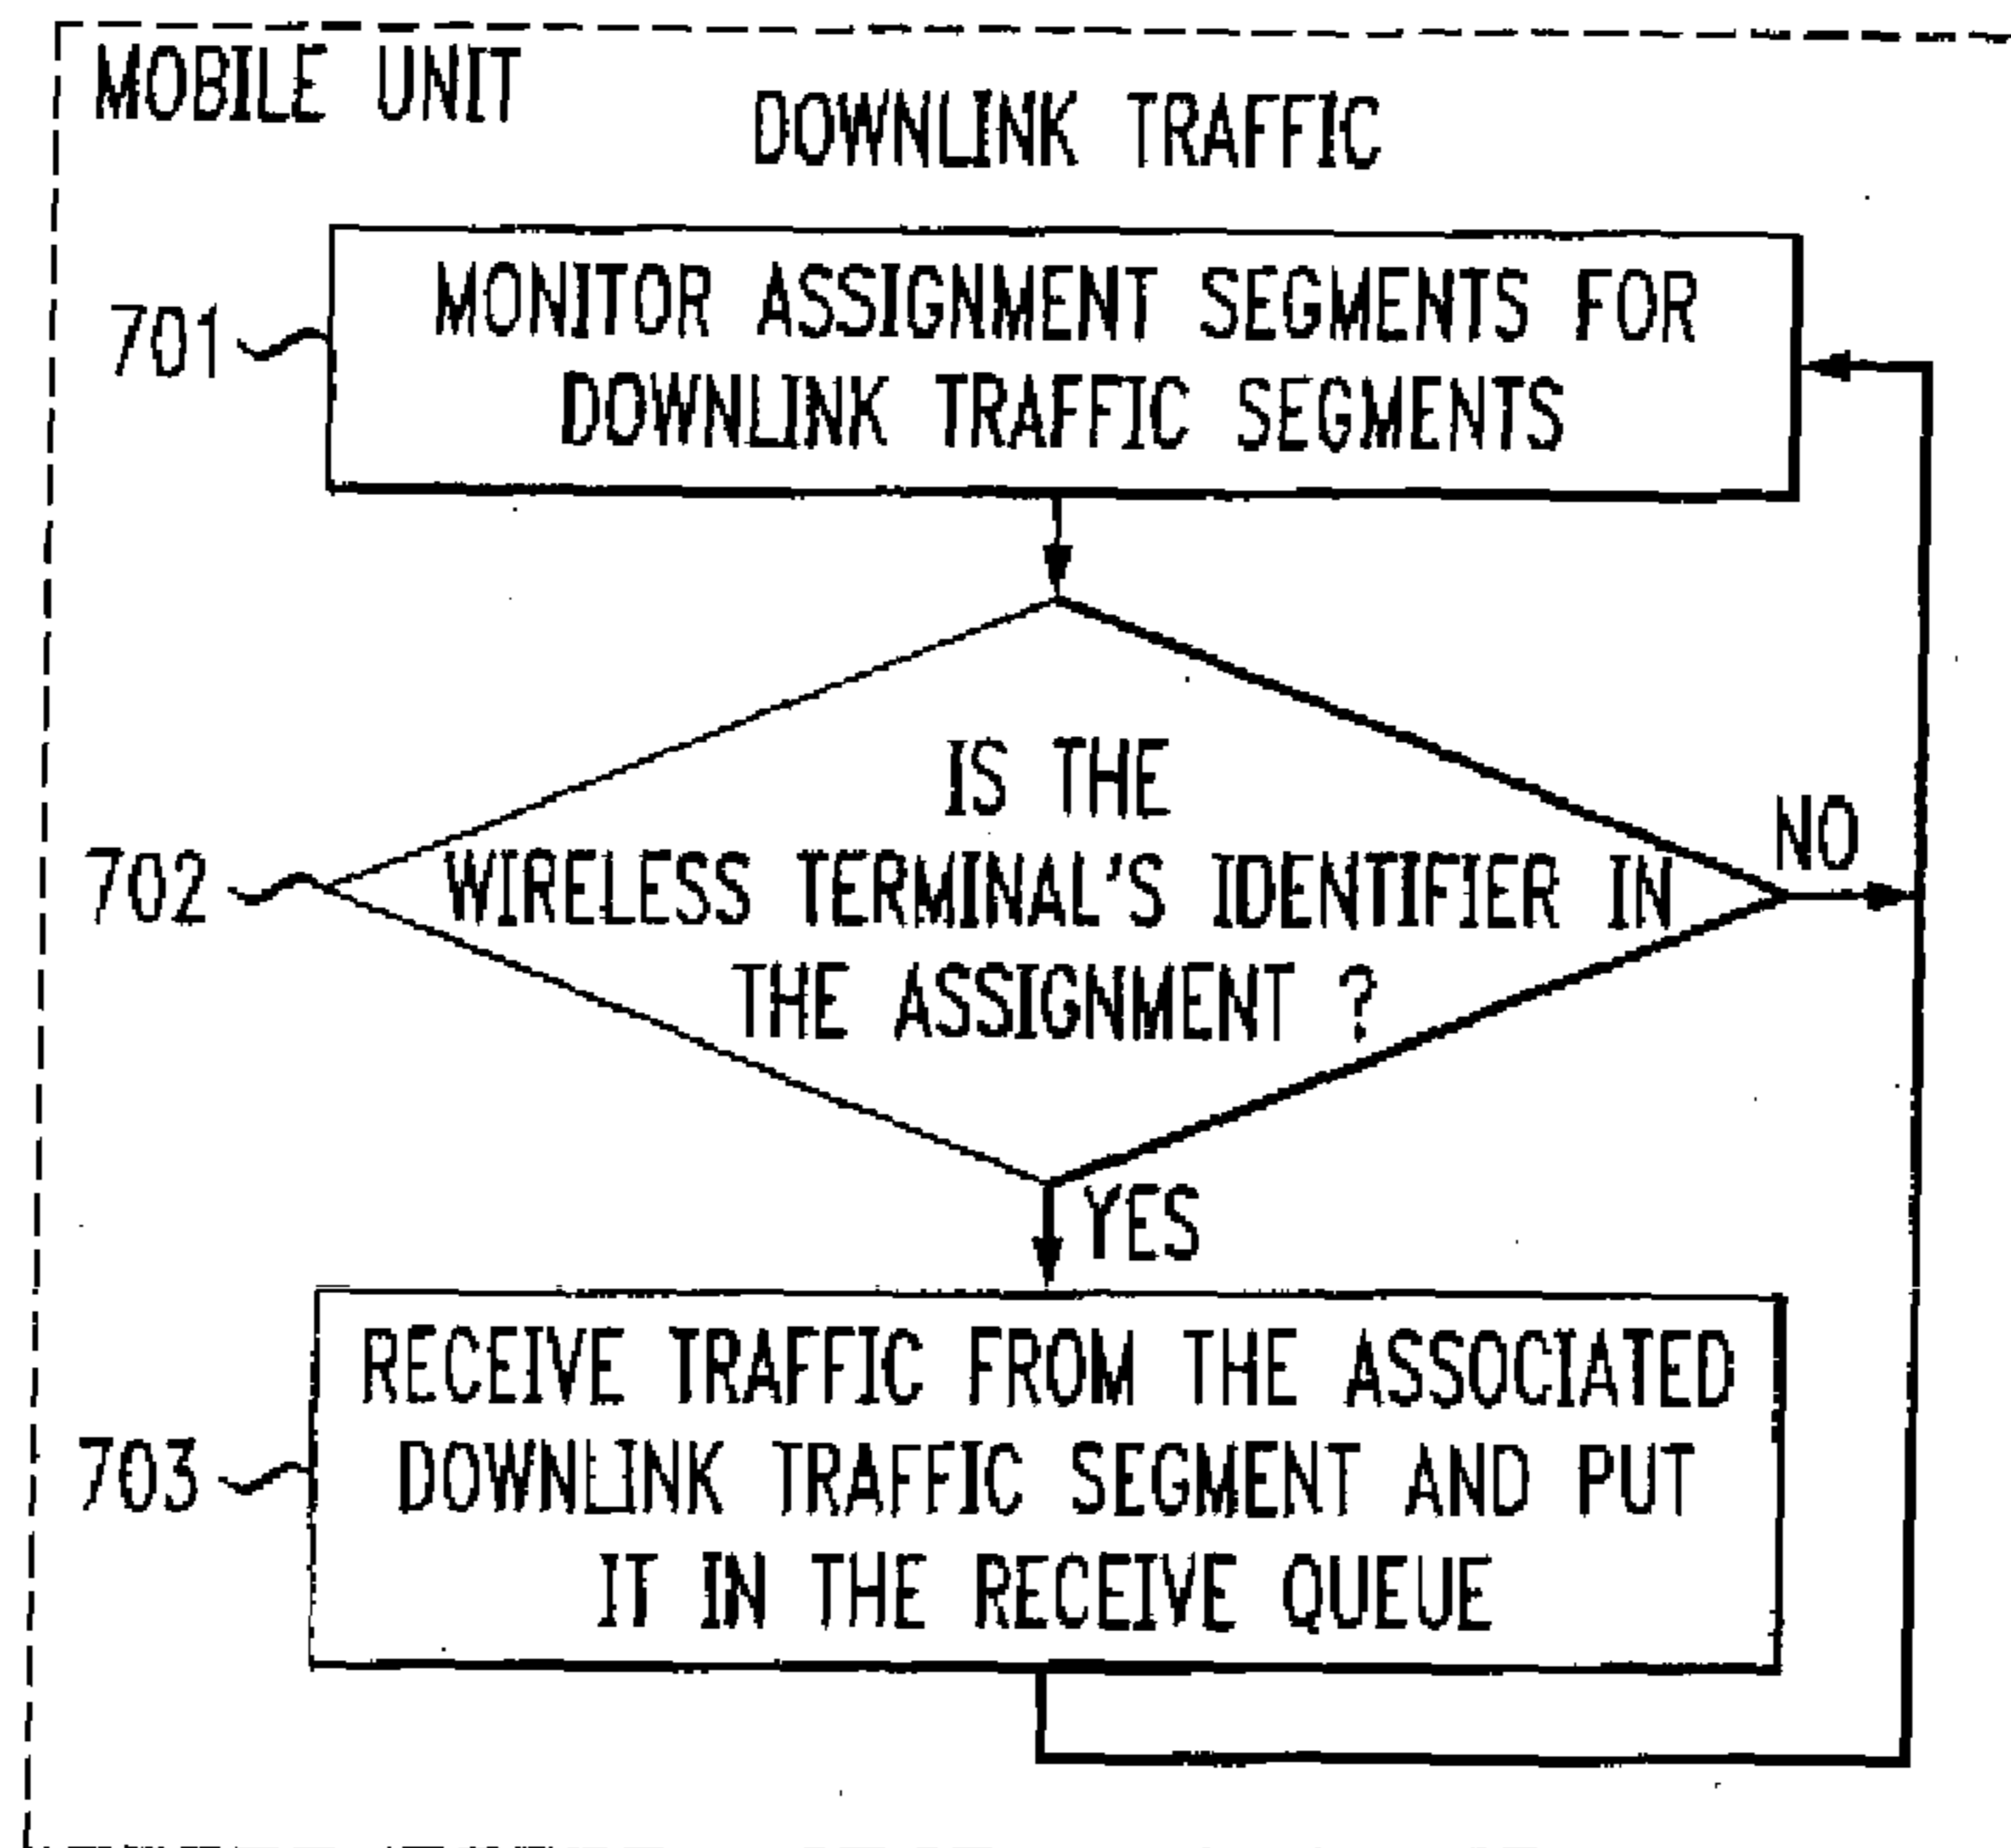 MOBILE UNIT
DOWNLINK TRAFFIC
701
MONITOR ASSIGNMENT SEGMENTS FOR
DOWNLINK TRAFFIC SEGMENTS
702
IS THE
WIRELESS TERMINAL'S IDENTIFIER IN
THE ASSIGNMENT ?
NO
YES
703
RECEIVE TRAFFIC FROM THE ASSOCIATED
DOWNLINK TRAFFIC SEGMENT AND PUT
IT IN THE RECEIVE QUEUE